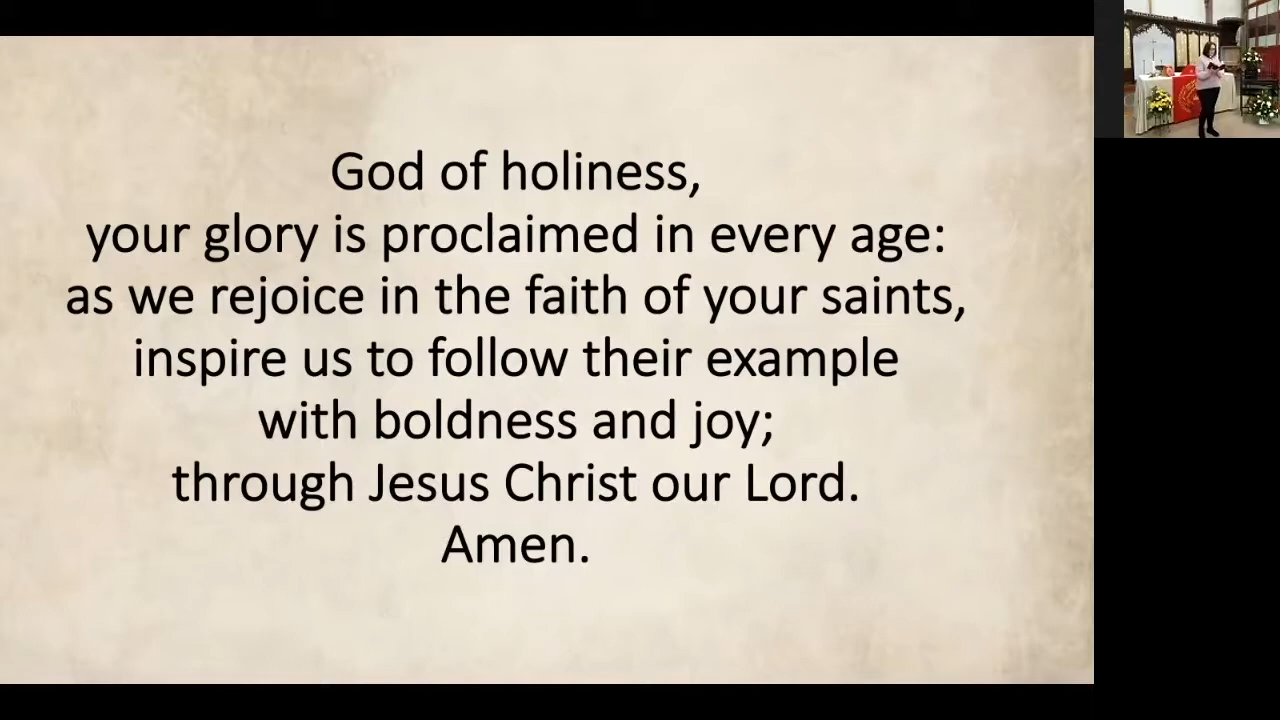 God of holiness,
your glory is proclaimed in every age:
as we rejoice in the faith of your saints,
inspire us to follow their example
with boldness and joy;
through Jesus Christ our Lord.
Amen.